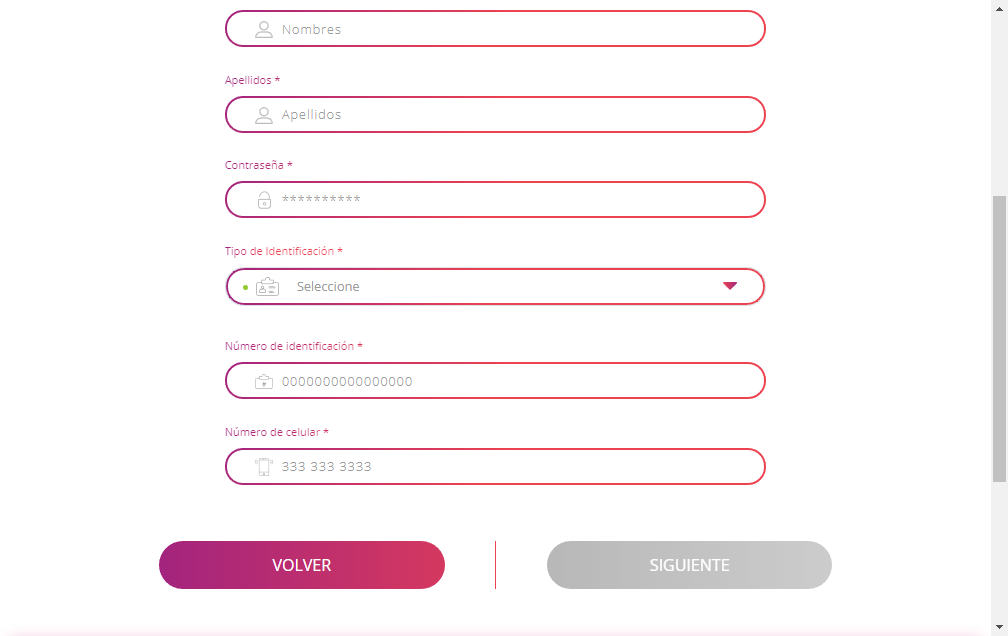 Nombres
Apellidos *
Apellidos
Contraseña *
**********
Tipo de Identificación *
Seleccione
Número de identificación *
0000000000000000
Número de celular *
333 333 3333
VOLVER
SIGUIENTE